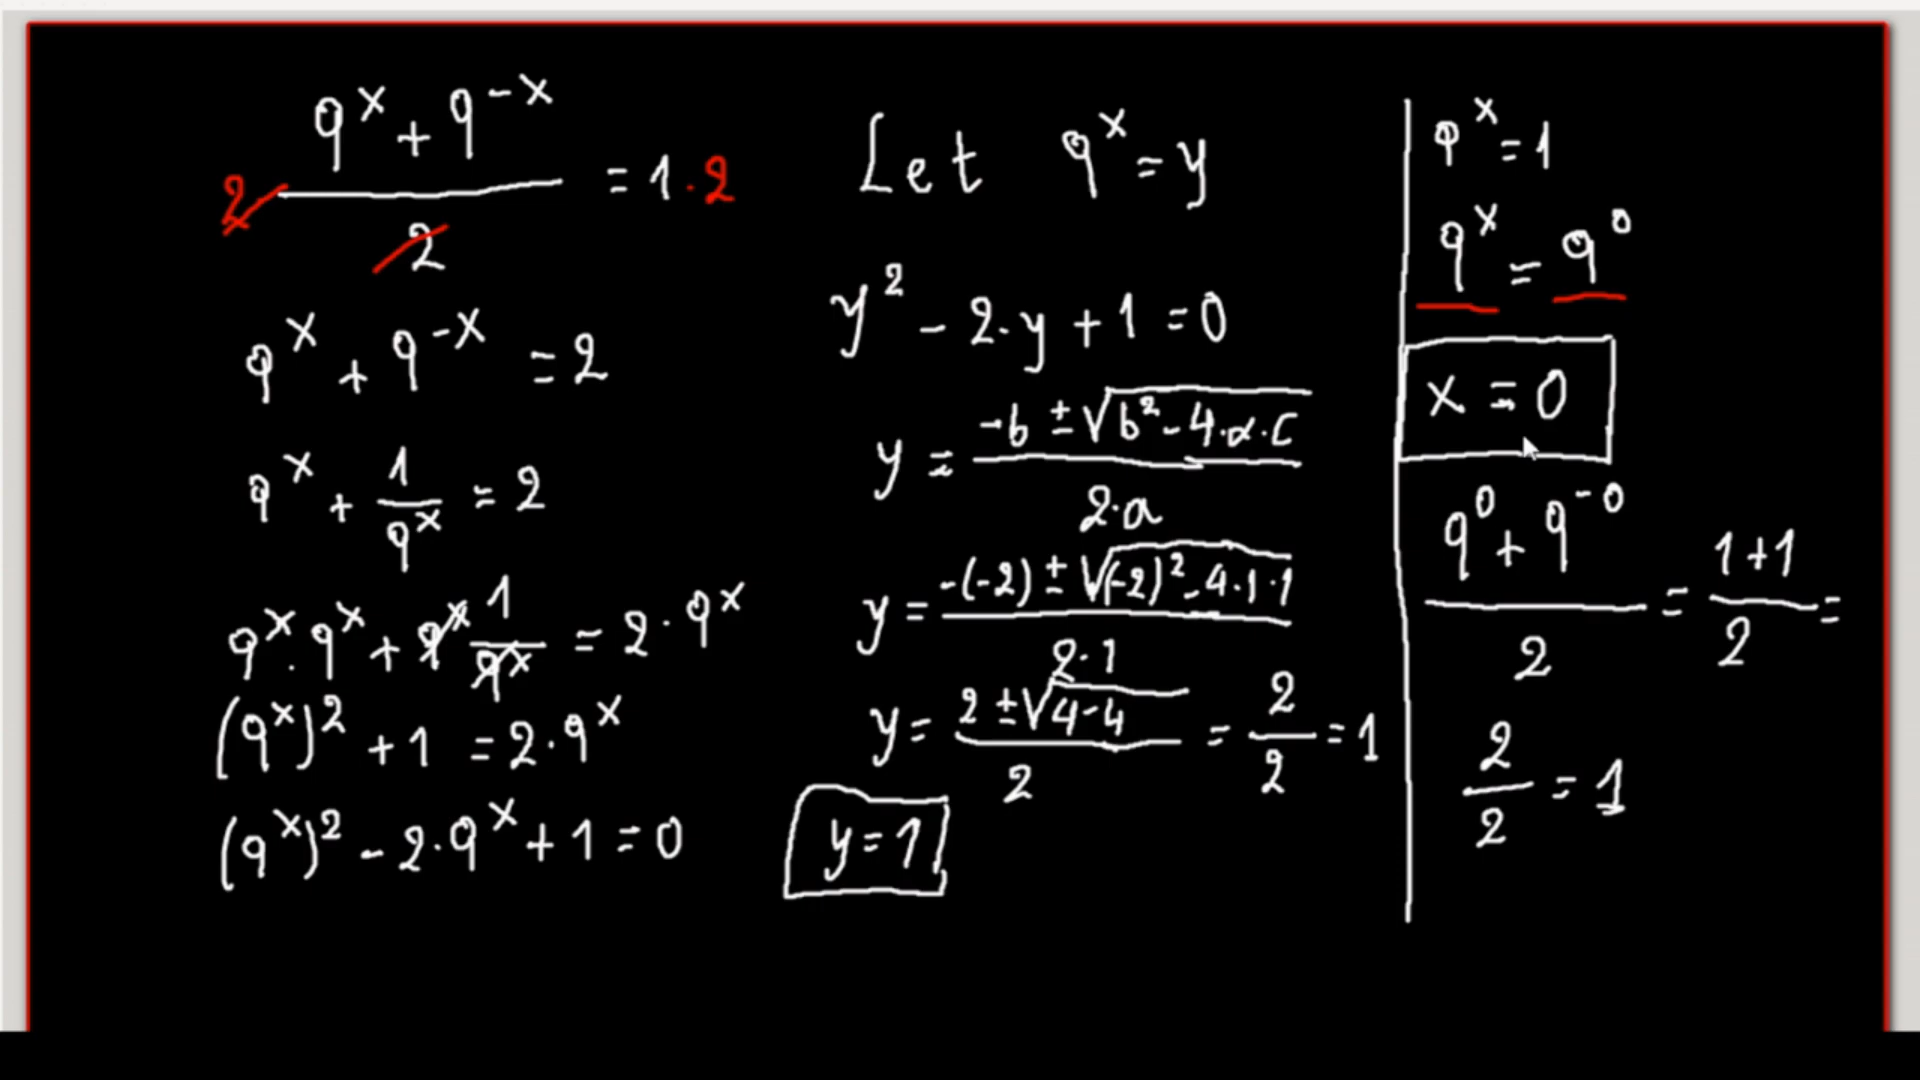 2 (9^x + 9^-x)/2 = 1·2
9^x + 9^-x = 2
9^x + 1/9^x = 2
9^x · 9^x + 9^x 1/9^x = 2 · 9^x
(9^x)^2 + 1 = 2·9^x
(9^x)^2 - 2·9^x + 1 = 0
Let 9^x = y
y^2 - 2·y + 1 = 0
y = (-b ± √(b^2 - 4·a·c))/(2·a)
y = (-(-2) ± √((-2)^2 - 4·1·1))/(2·1)
y = (2 ± √(4-4))/2 = 2/2 = 1
y = 1
9^x = 1
9^x = 9^0
x = 0
(9^0 + 9^-0)/2 = (1+1)/2 =
2/2 = 1